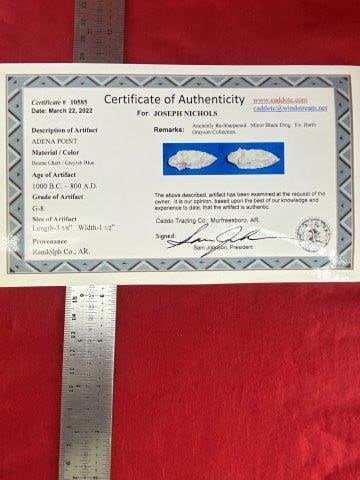 Certificate # 10585
Date: March 22, 2022
Certificate of Authenticity
www.caddotc.com
caddotc@windstream.net
For: JOSEPH NICHOLS
Description of Artifact
ADENA POINT
Material / Color
Boone Chert / Grayish Blue
Age of Artifact
1000 B.C. – 800 A.D.
Grade of Artifact
G-8
Size of Artifact
Length-3 5/8" Width-1 1/2"
Provenance
Randolph Co., AR.
Remarks: Anciently Re-Sharpened. Minor Blade Ding. Ex. Barth
Grayson Collection.
The above described, artifact has been examined at the request of the
owner. It is our opinion, based upon the best of our knowledge and
experience to date, that the artifact is authentic.
Caddo Trading Co., Murfreesboro, AR.
Signed:
Sam Johnson, President